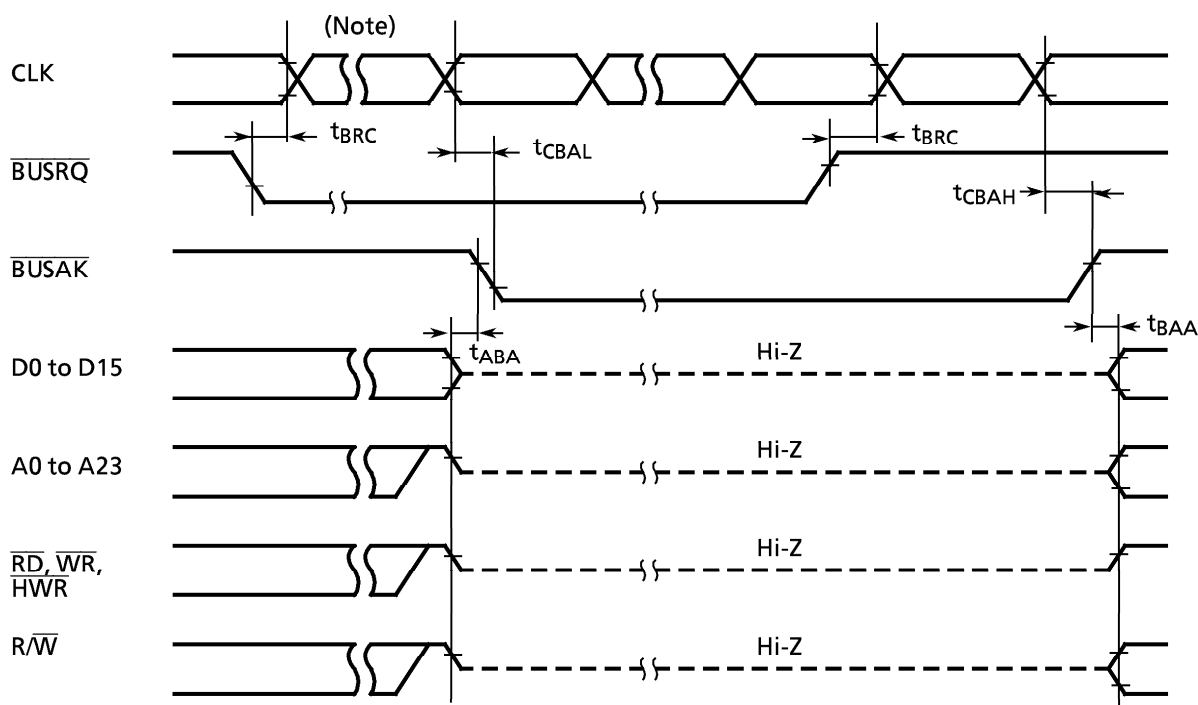 (Note)
CLK
tBRC
tCBAL
tBRC
BUSRQ
tCBAH
BUSAK
tABA
tBAA
D0 to D15
Hi-Z
A0 to A23
Hi-Z
RD, WR,
HWR
Hi-Z
R/W
Hi-Z